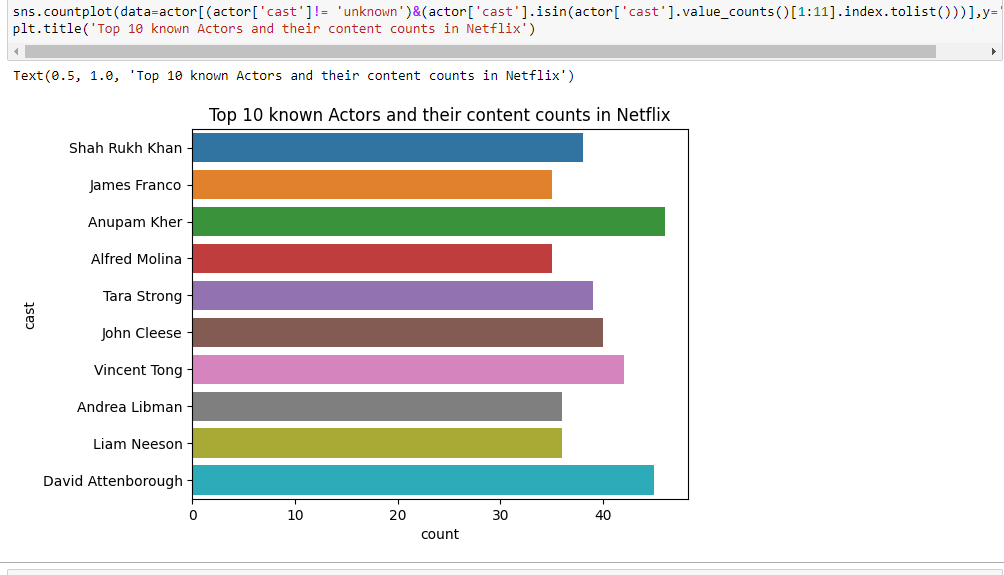 sns.countplot(data=actor[(actor['cast']!= 'unknown')&(actor['cast'].isin(actor['cast'].value_counts()[1:11].index.tolist()))],y='
plt.title('Top 10 known Actors and their content counts in Netflix')
Text(0.5, 1.0, 'Top 10 known Actors and their content counts in Netflix')
Top 10 known Actors and their content counts in Netflix
Shah Rukh Khan
James Franco
Anupam Kher
Alfred Molina
Tara Strong
John Cleese
Vincent Tong
Andrea Libman
Liam Neeson
David Attenborough
cast
0 10 20 30 40
count